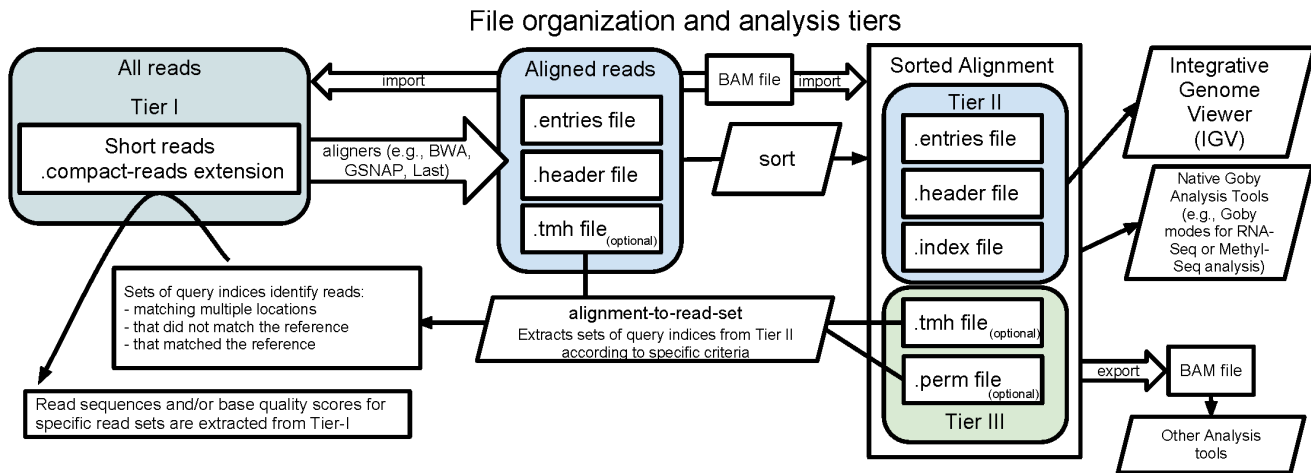 File organization and analysis tiers
All reads
Tier I
Short reads
.compact-reads extension
import
aligners (e.g., BWA,
GSNAP, Last)
Aligned reads
.entries file
.header file
.tmh file
(optional)
BAM file
import
sort
Sorted Alignment
Tier II
.entries file
.header file
.index file
.tmh file
(optional)
.perm file
(optional)
Tier III
Integrative
Genome
Viewer
(IGV)
Native Goby
Analysis Tools
(e.g., Goby
modes for RNA-
Seq or Methyl-
Seq analysis)
Sets of query indices identify reads:
- matching multiple locations
- that did not match the reference
- that matched the reference
alignment-to-read-set
Extracts sets of query indices from Tier II
according to specific criteria
export
BAM file
Read sequences and/or base quality scores for
specific read sets are extracted from Tier-I
Other Analysis
tools